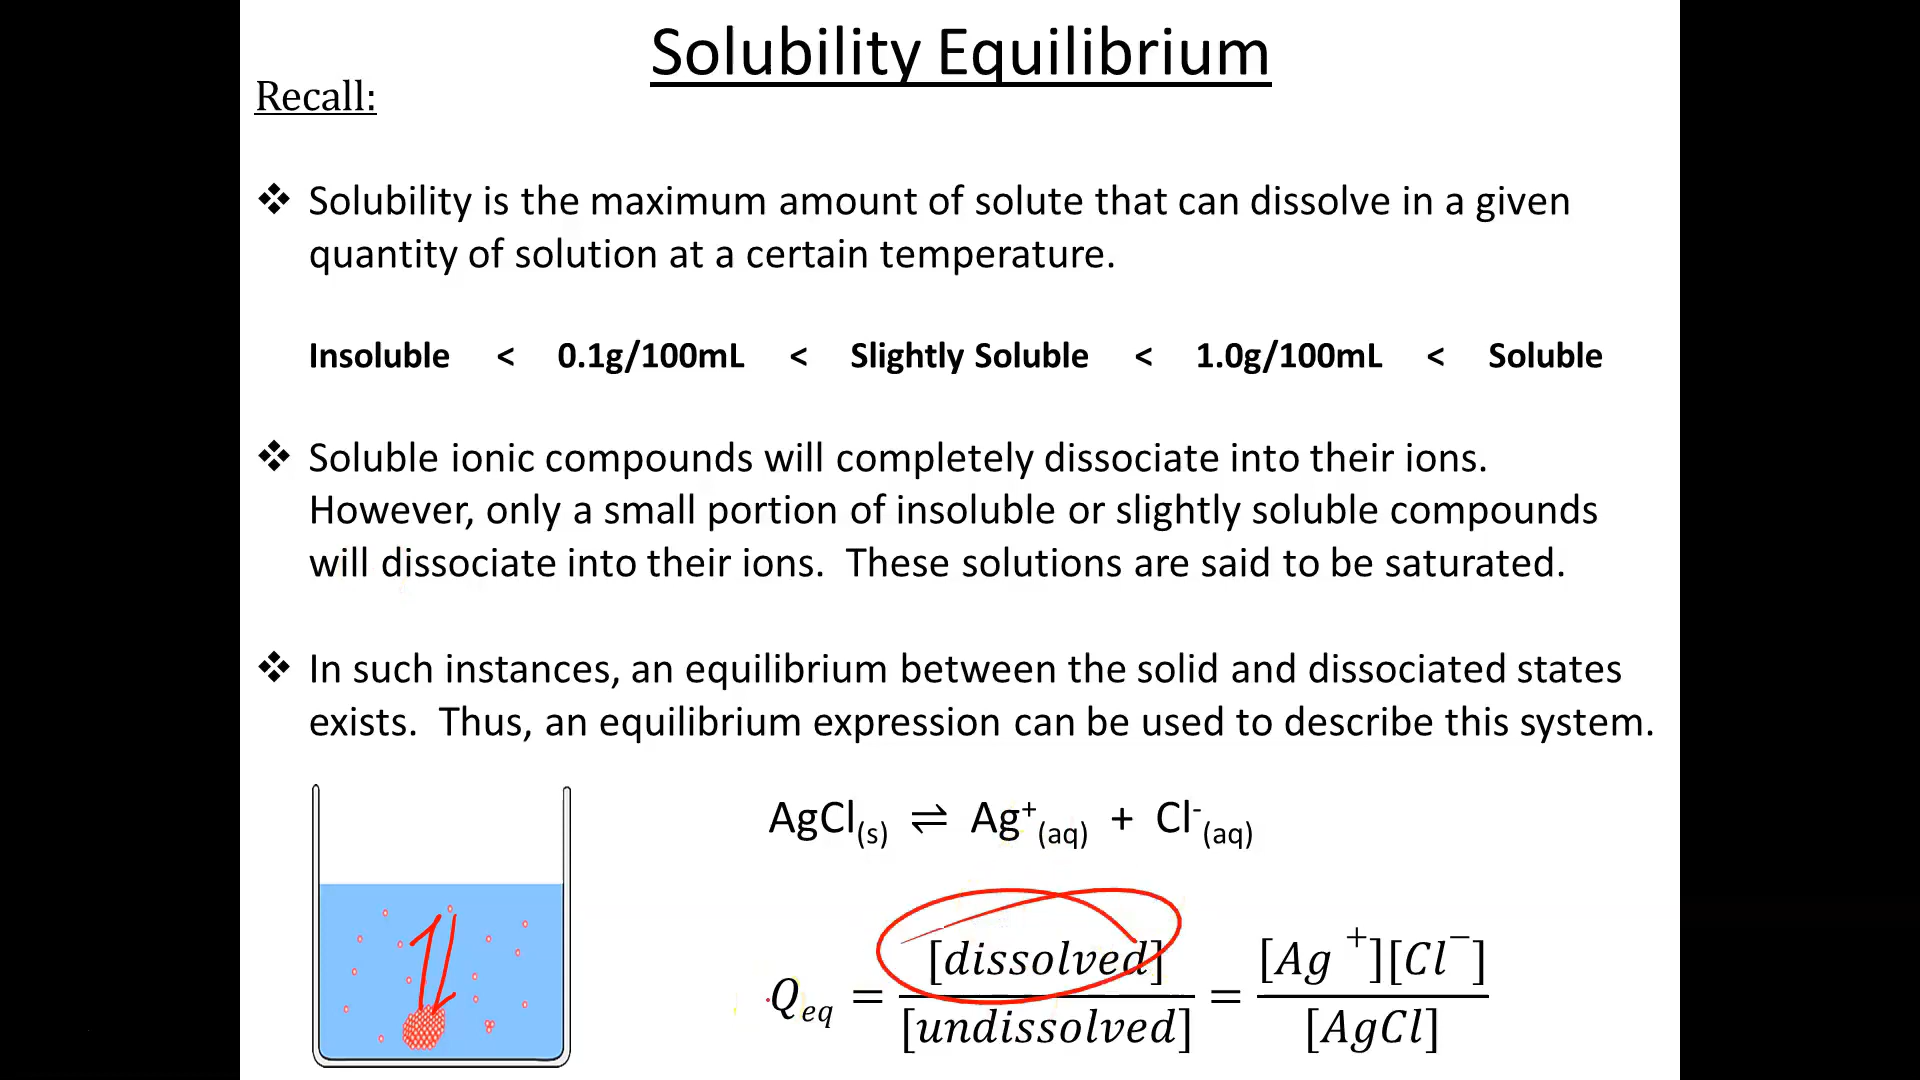 Solubility Equilibrium
Recall:
❖ Solubility is the maximum amount of solute that can dissolve in a given
quantity of solution at a certain temperature.
Insoluble < 0.1g/100mL < Slightly Soluble < 1.0g/100mL < Soluble
❖ Soluble ionic compounds will completely dissociate into their ions.
However, only a small portion of insoluble or slightly soluble compounds
will dissociate into their ions. These solutions are said to be saturated.
❖ In such instances, an equilibrium between the solid and dissociated states
exists. Thus, an equilibrium expression can be used to describe this system.
AgCl(s) ⇌ Ag⁺(aq) + Cl⁻(aq)
[dissolved] [Ag⁺][Cl⁻]
Qeq = =
[undissolved] [AgCl]